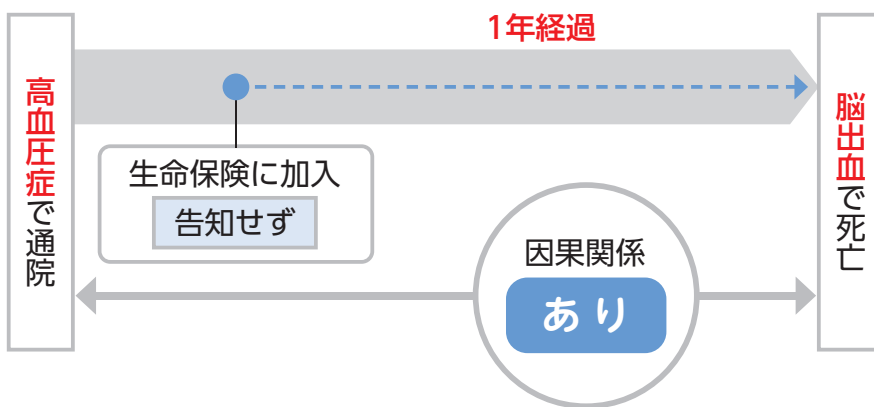 1年経過
高血圧症で通院
生命保険に加入
告知せず
因果関係
あり
脳出血で死亡